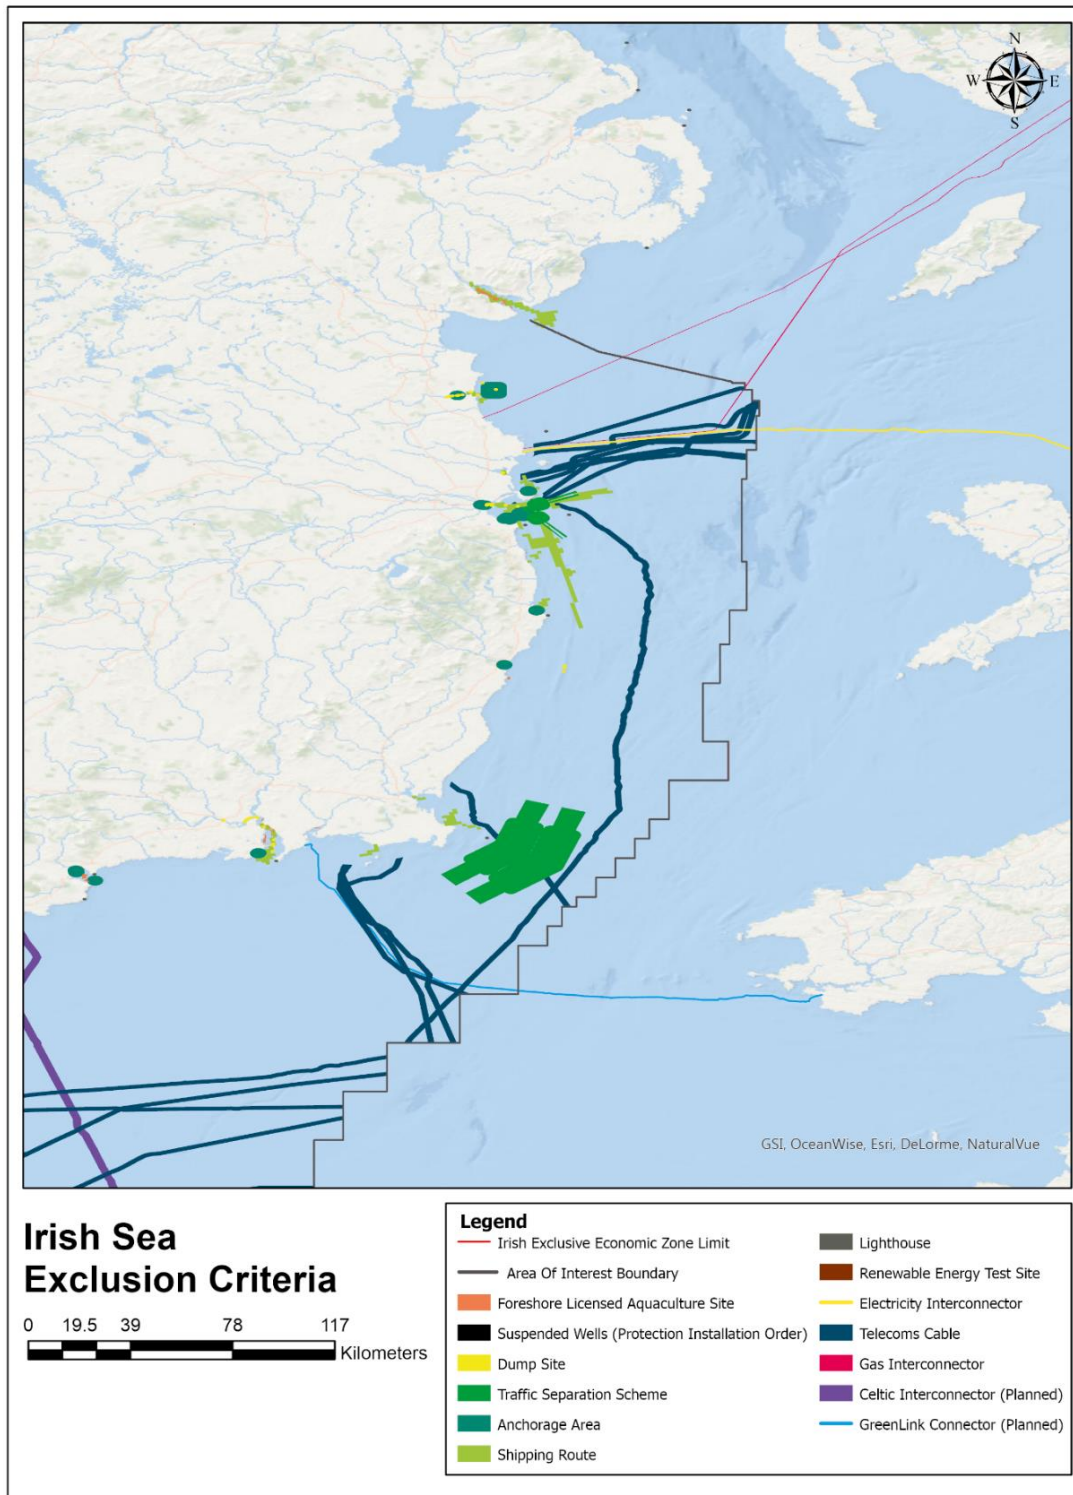 N
W E
S
GSI, OceanWise, Esri, DeLorme, NaturalVue
Irish Sea
Exclusion Criteria
0 19.5 39 78 117
Kilometers
Legend
Irish Exclusive Economic Zone Limit
Area Of Interest Boundary
Foreshore Licensed Aquaculture Site
Suspended Wells (Protection Installation Order)
Dump Site
Traffic Separation Scheme
Anchorage Area
Shipping Route
Lighthouse
Renewable Energy Test Site
Electricity Interconnector
Telecoms Cable
Gas Interconnector
Celtic Interconnector (Planned)
GreenLink Connector (Planned)